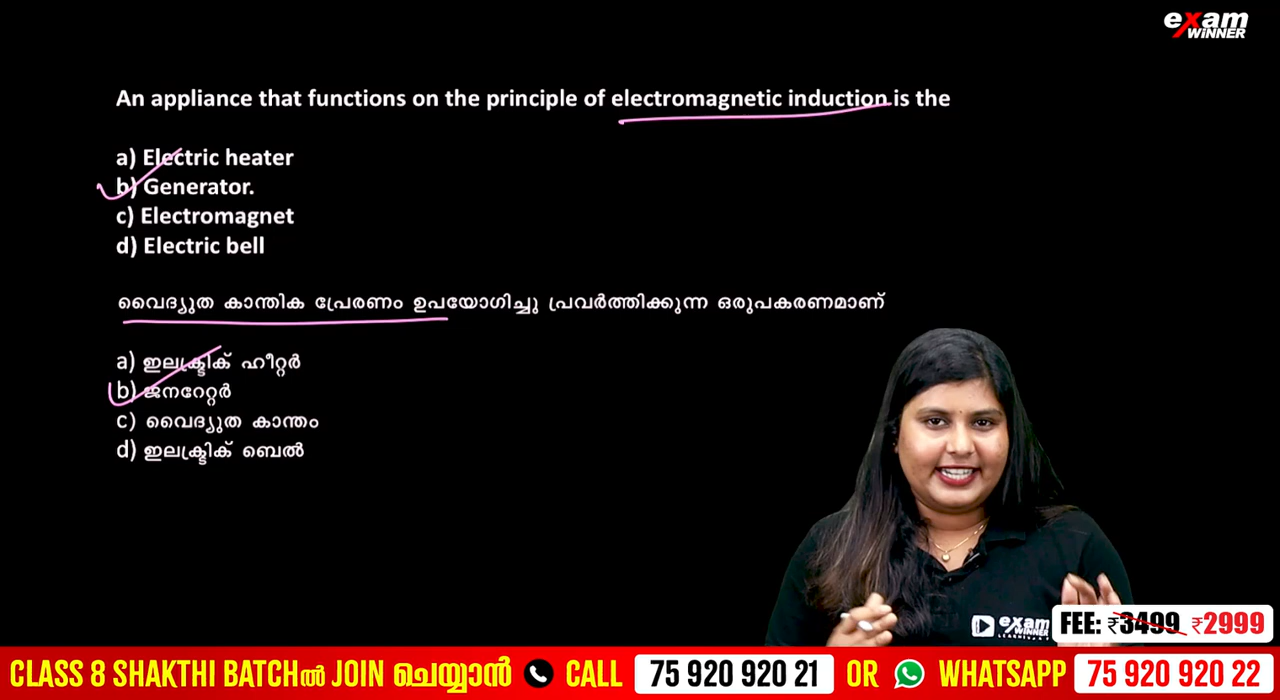 exam
WiNNER
An appliance that functions on the principle of electromagnetic induction is the
a) Electric heater
b) Generator.
c) Electromagnet
d) Electric bell
വൈദ്യുത കാന്തിക പ്രേരണം ഉപയോഗിച്ചു പ്രവർത്തിക്കുന്ന ഒരുപകരണമാണ്
a) ഇലക്ട്രിക് ഹീറ്റർ
b) ജനറേറ്റർ
c) വൈദ്യുത കാന്തം
d) ഇലക്ട്രിക് ബെൽ
exam
WiNNER
FEE: ₹3499 ₹2999
CLASS 8 SHAKTHI BATCHൽ JOIN ചെയ്യാൻ CALL 75 920 920 21 OR WHATSAPP 75 920 920 22